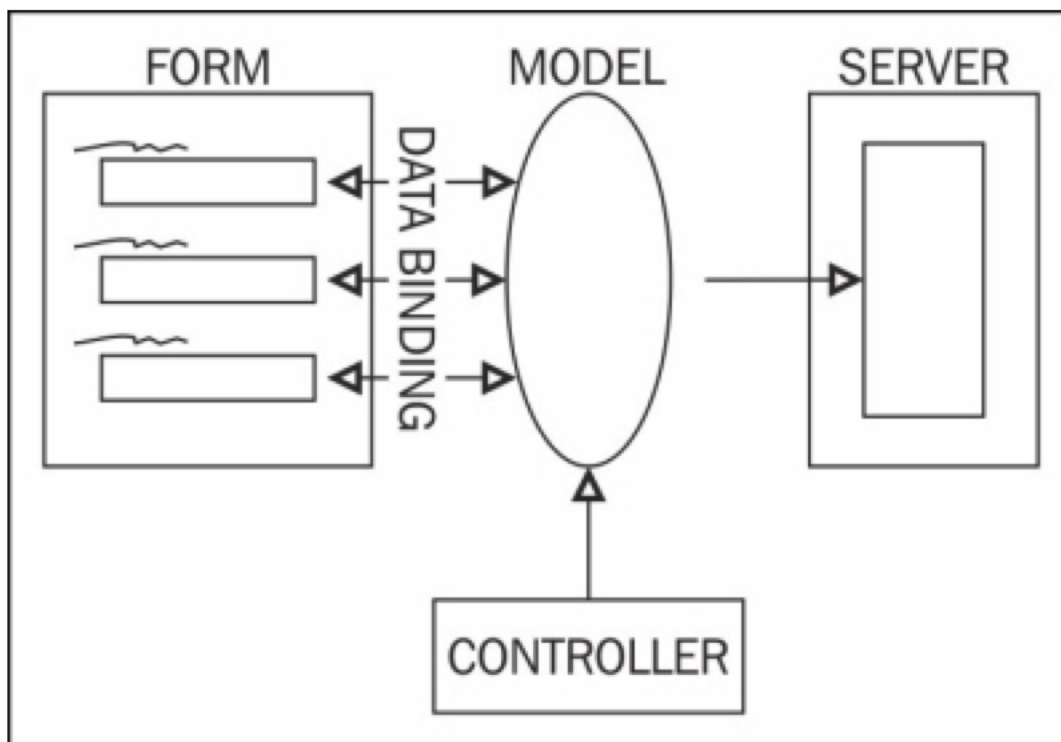 FORM
MODEL
SERVER
DATA BINDING
CONTROLLER